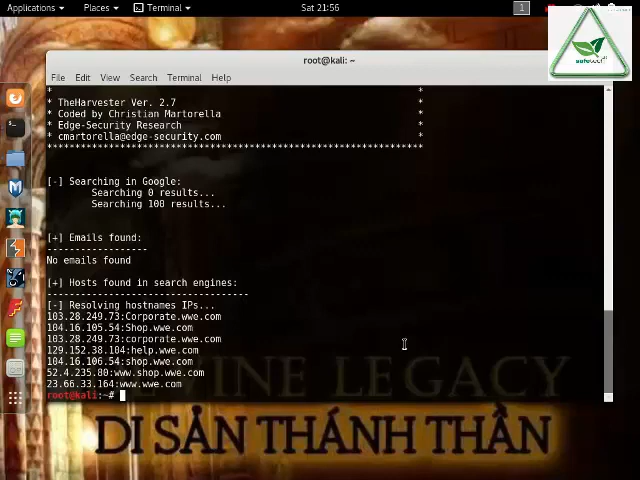 Applications Places Terminal Sat 21:56 1
safetech
root@kali: ~
File Edit View Search Terminal Help
* *
* TheHarvester Ver. 2.7 *
* Coded by Christian Martorella *
* Edge-Security Research *
* cmartorella@edge-security.com *
*******************************************************************
[-] Searching in Google:
Searching 0 results...
Searching 100 results...
[+] Emails found:
------------------
No emails found
[+] Hosts found in search engines:
------------------------------------
[-] Resolving hostnames IPs...
103.28.249.73:Corporate.wwe.com
104.16.105.54:Shop.wwe.com
103.28.249.73:corporate.wwe.com
129.152.38.104:help.wwe.com
104.16.106.54:shop.wwe.com
52.4.235.80:www.shop.wwe.com
23.66.33.164:www.wwe.com
root@kali:~#
DIVINE LEGACY
DI SẢN THÁNH THẦN